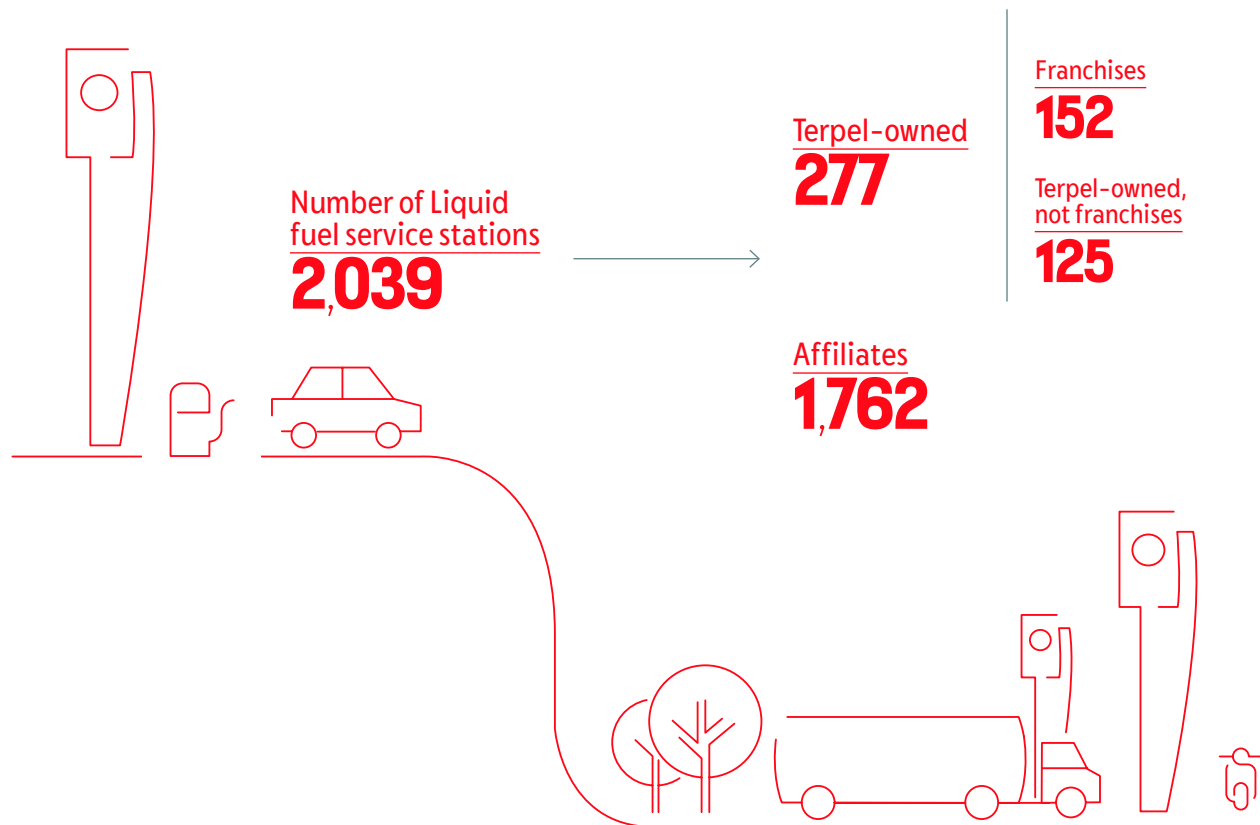 Number of Liquid
fuel service stations
2,039
Terpel-owned
277
Franchises
152
Terpel-owned,
not franchises
125
Affiliates
1,762